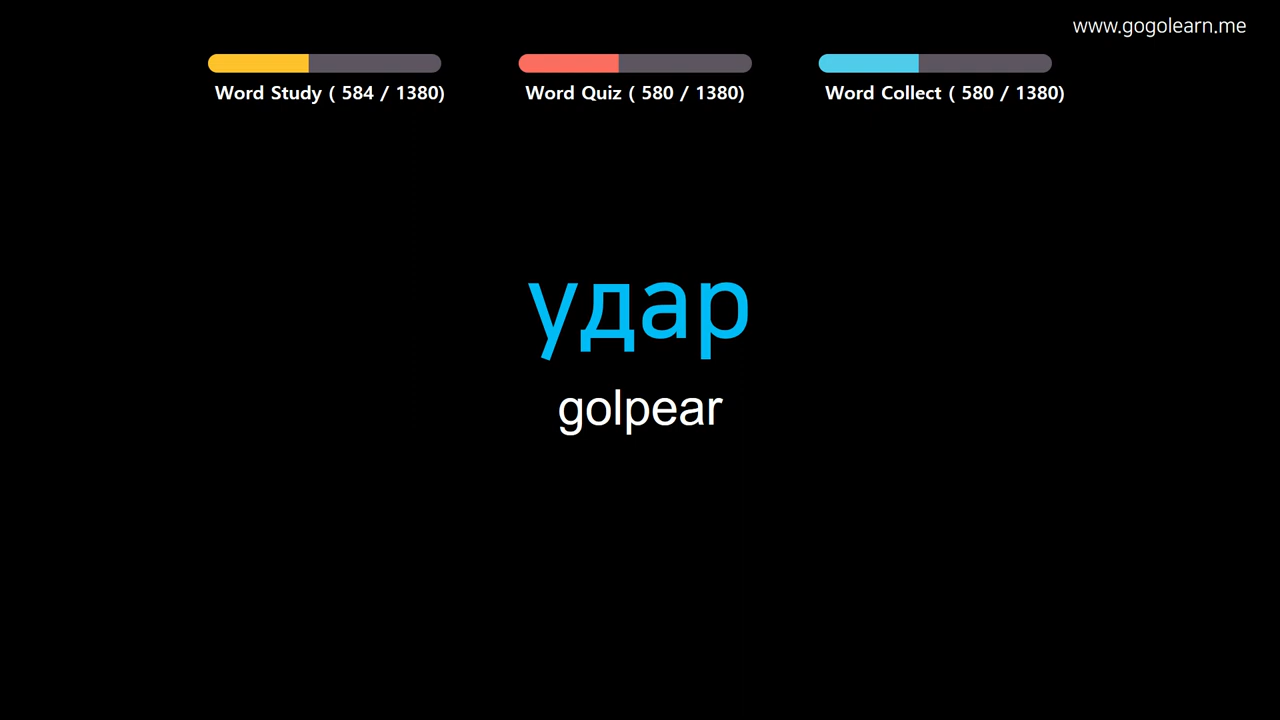 www.gogolearn.me
Word Study ( 584 / 1380)
Word Quiz ( 580 / 1380)
Word Collect ( 580 / 1380)
удар
golpear